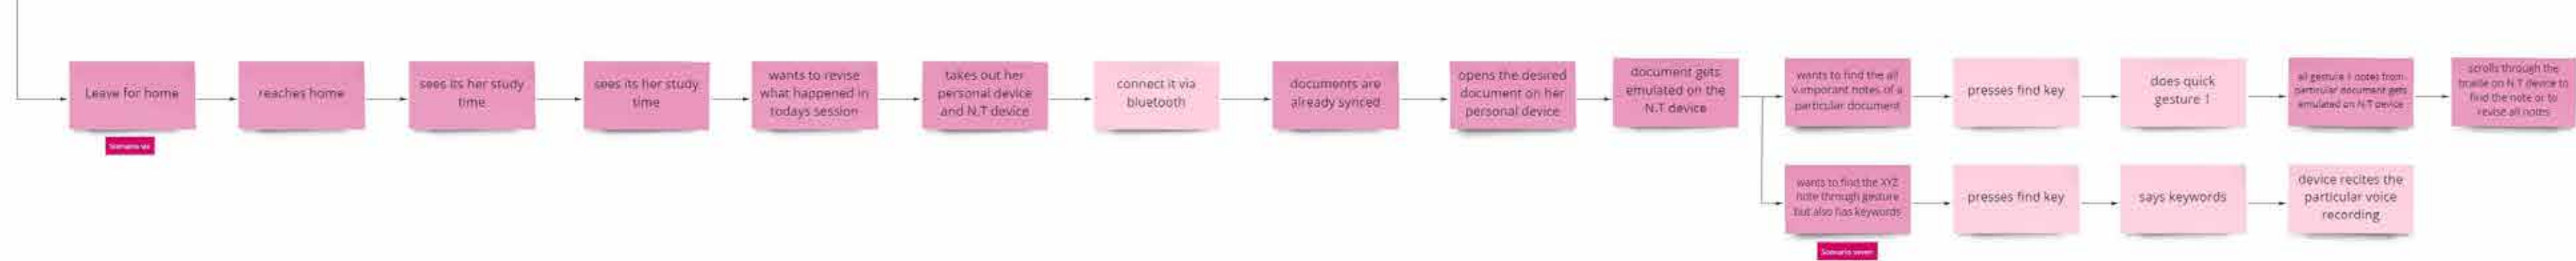 Leave for home
Scenario six
reaches home
sees its her study
time
sees its her study
time
wants to revise
what happened in
todays session
takes out her
personal device
and N.T device
connect it via
bluetooth
documents are
already synced
opens the desired
document on her
personal device
document gets
emulated on the
N.T device
wants to find the all
v.imporant notes of a
particular document
presses find key
does quick
gesture 1
all gesture 1 notes from
particular document gets
emulated on N.T device
scrolls through the
braille on N.T device to
find the note or to
revise all notes
wants to find the XYZ
note through gesture
but also has keywords
Scenario seven
presses find key
says keywords
device recites the
particular voice
recording